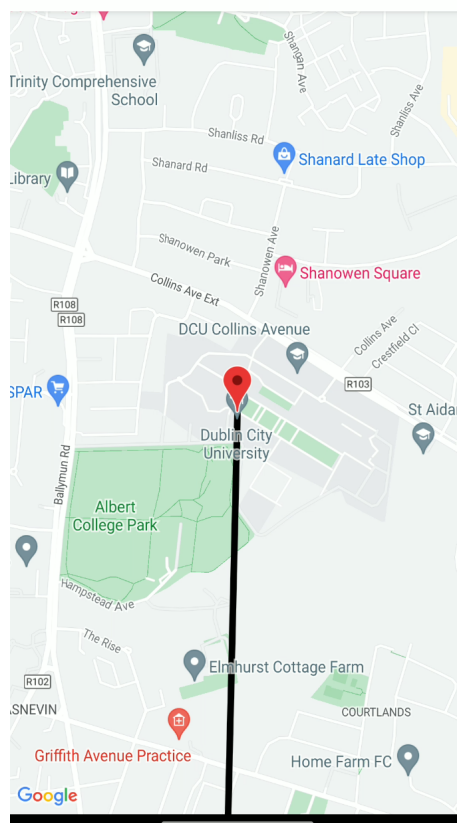 Shangan Ave
Trinity Comprehensive
School
Shanliss Ave
Shanliss Rd
Shanard Rd
Shanard Late Shop
Library
Shanowen Ave
Shanowen Park
Shanowen Square
Collins Ave Ext
R108
R108
DCU Collins Avenue
Collins Ave
Crestfield Cl
R103
SPAR
St Aidan
Dublin City
University
Ballymun Rd
Albert
College Park
Hampstead Ave
The Rise
Elmhurst Cottage Farm
R102
ASNEVIN
COURTLANDS
Griffith Avenue Practice
Home Farm FC
Google